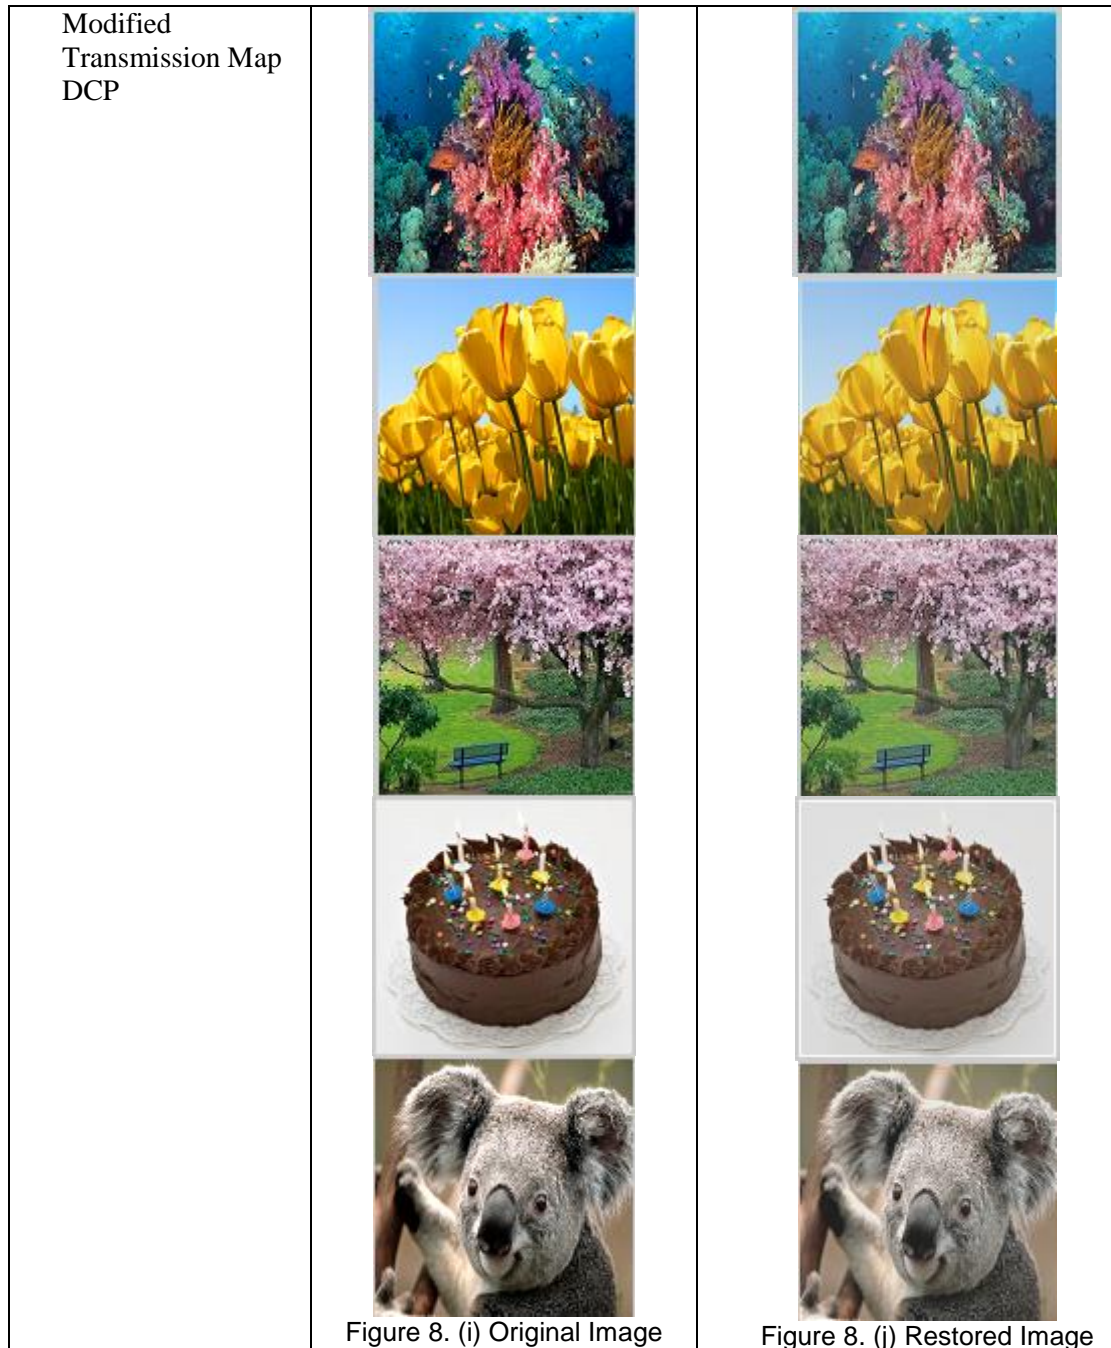 Modified
Transmission Map
DCP
Figure 8. (i) Original Image
Figure 8. (j) Restored Image